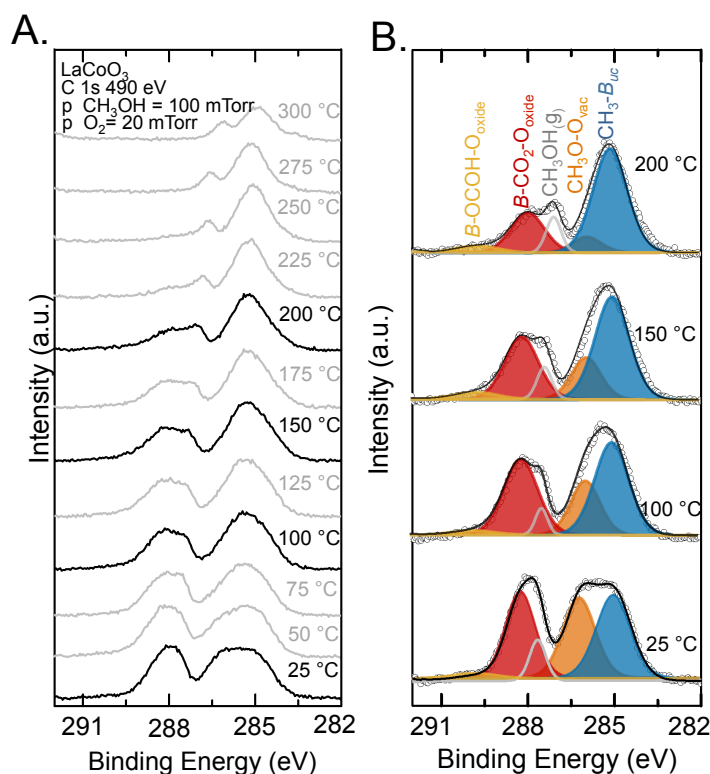 A.
LaCoO3
C 1s 490 eV
p CH3OH = 100 mTorr
p O2= 20 mTorr
300 °C
275 °C
250 °C
225 °C
200 °C
175 °C
150 °C
125 °C
100 °C
75 °C
50 °C
25 °C
Intensity (a.u.)
291 288 285 282
Binding Energy (eV)
B.
B-OCOH-Ooxide
B-CO2-Ooxide
CH3OH(g)
CH3O-Ovac
CH3-Buc
200 °C
150 °C
100 °C
25 °C
Intensity (a.u.)
291 288 285 282
Binding Energy (eV)